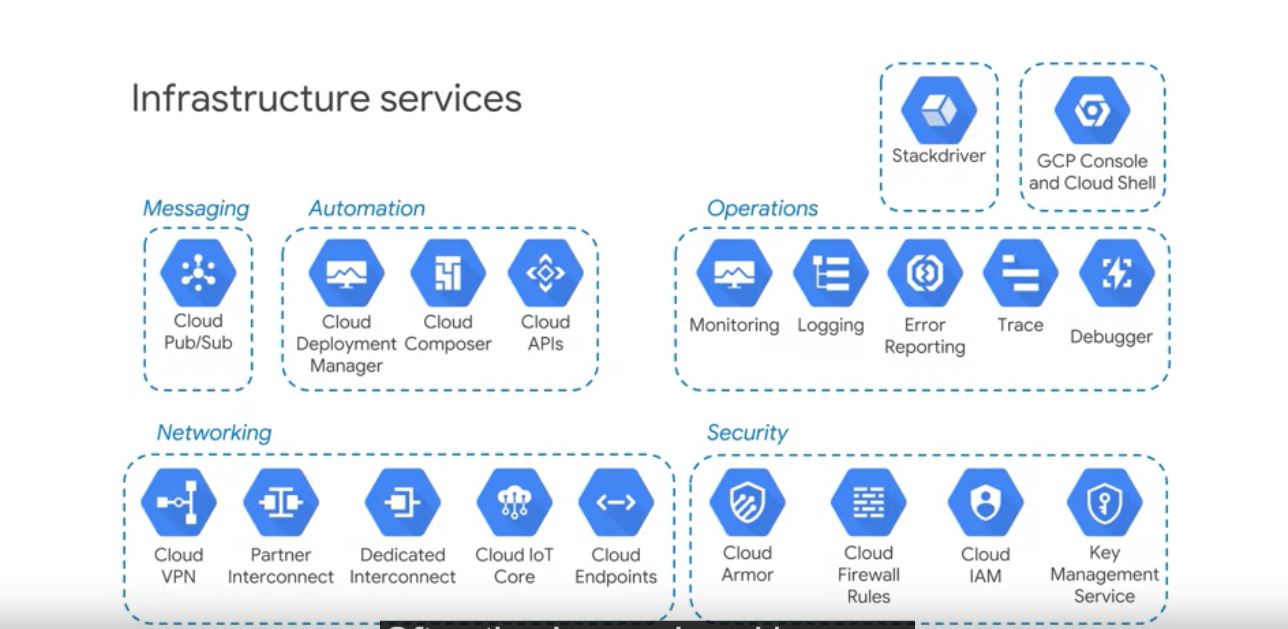 Infrastructure services
Stackdriver
GCP Console
and Cloud Shell
Messaging
Cloud
Pub/Sub
Automation
Cloud
Deployment
Manager
Cloud
Composer
Cloud
APIs
Operations
Monitoring
Logging
Error
Reporting
Trace
Debugger
Networking
Cloud
VPN
Partner
Interconnect
Dedicated
Interconnect
Cloud IoT
Core
Cloud
Endpoints
Security
Cloud
Armor
Cloud
Firewall
Rules
Cloud
IAM
Key
Management
Service